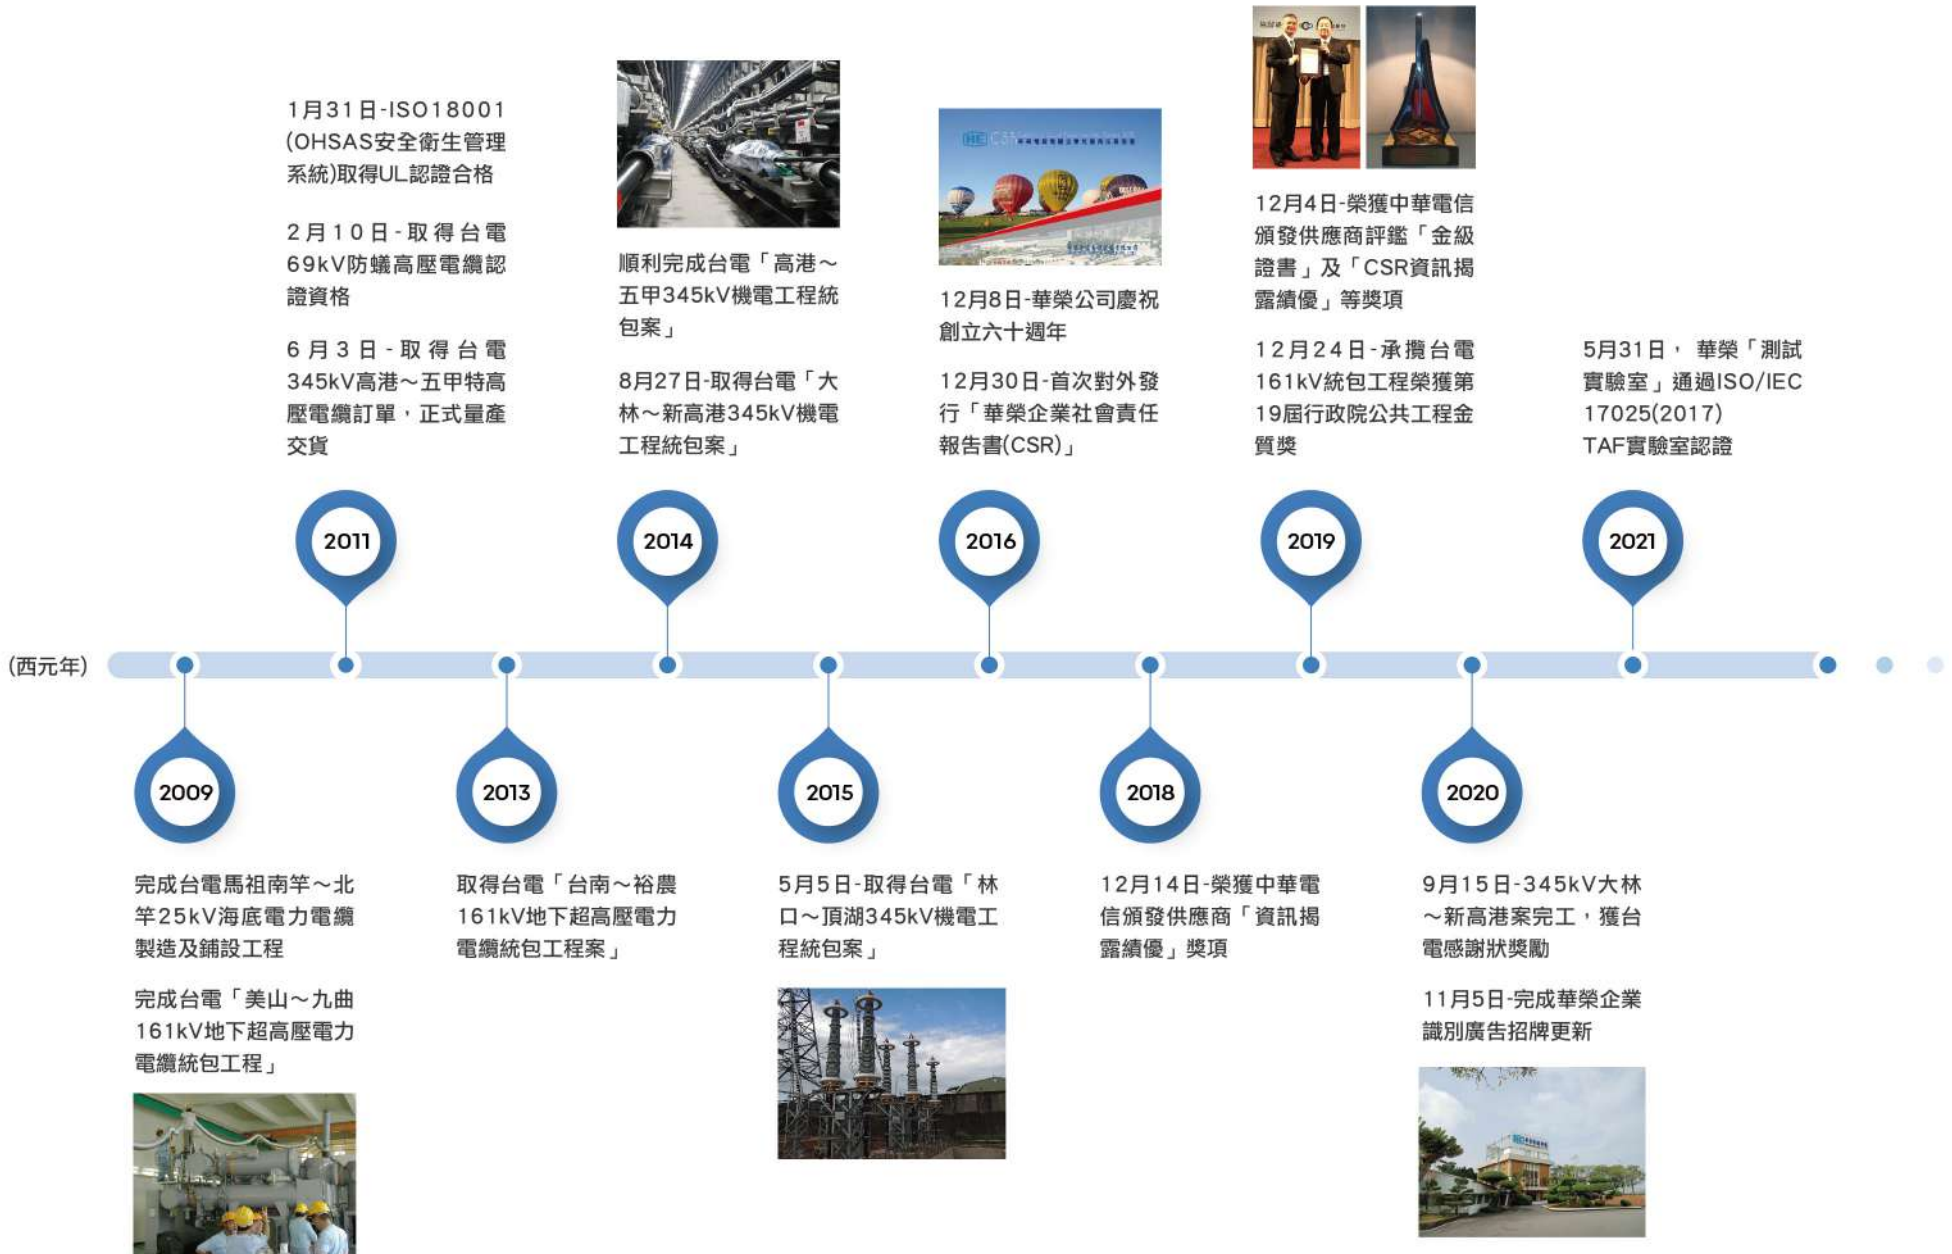 1月31日-ISO18001
(OHSAS安全衛生管理
系統)取得UL認證合格
2月10日-取得台電
69kV防蟻高壓電纜認
證資格
6月3日-取得台電
345kV高港～五甲特高
壓電纜訂單，正式量產
交貨
2011
順利完成台電「高港～
五甲345kV機電工程統
包案」
8月27日-取得台電「大
林～新高港345kV機電
工程統包案」
2014
12月8日-華榮公司慶祝
創立六十週年
12月30日-首次對外發
行「華榮企業社會責任
報告書(CSR)」
2016
12月4日-榮獲中華電信
頒發供應商評鑑「金級
證書」及「CSR資訊揭
露績優」等獎項
12月24日-承攬台電
161kV統包工程榮獲第
19屆行政院公共工程金
質獎
2019
5月31日， 華榮「測試
實驗室」通過ISO/IEC
17025(2017)
TAF實驗室認證
2021
(西元年)
2009
完成台電馬祖南竿～北
竿25kV海底電力電纜
製造及鋪設工程
完成台電「美山～九曲
161kV地下超高壓電力
電纜統包工程」
2013
取得台電「台南～裕農
161kV地下超高壓電力
電纜統包工程案」
2015
5月5日-取得台電「林
口～頂湖345kV機電工
程統包案」
2018
12月14日-榮獲中華電
信頒發供應商「資訊揭
露績優」獎項
2020
9月15日-345kV大林
～新高港案完工，獲台
電感謝狀獎勵
11月5日-完成華榮企業
識別廣告招牌更新